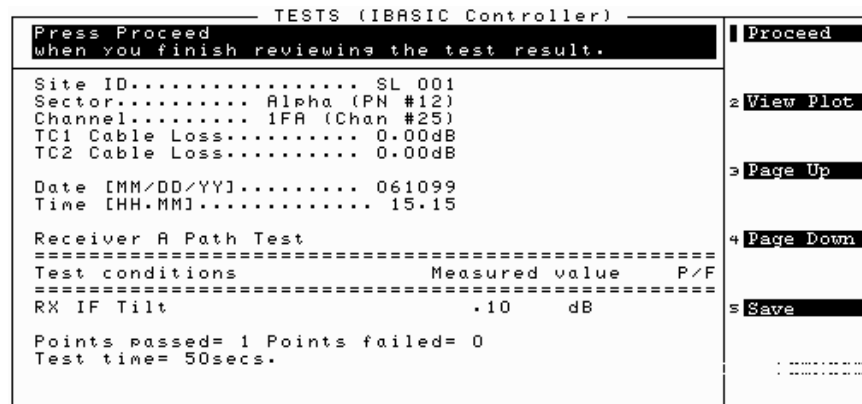 TESTS (IBASIC Controller)
Press Proceed
when you finish reviewing the test result.
Site ID.................. SL 001
Sector.......... Alpha (PN #12)
Channel......... 1FA (Chan #25)
TC1 Cable Loss........... 0.00dB
TC2 Cable Loss........... 0.00dB
Date [MM/DD/YY]......... 061099
Time [HH.MM]............. 15.15
Receiver A Path Test
=======================================================
Test conditions Measured value P/F
=======================================================
RX IF Tilt .10 dB
Points passed= 1 Points failed= 0
Test time= 50secs.
Proceed
2 View Plot
3 Page Up
4 Page Down
5 Save